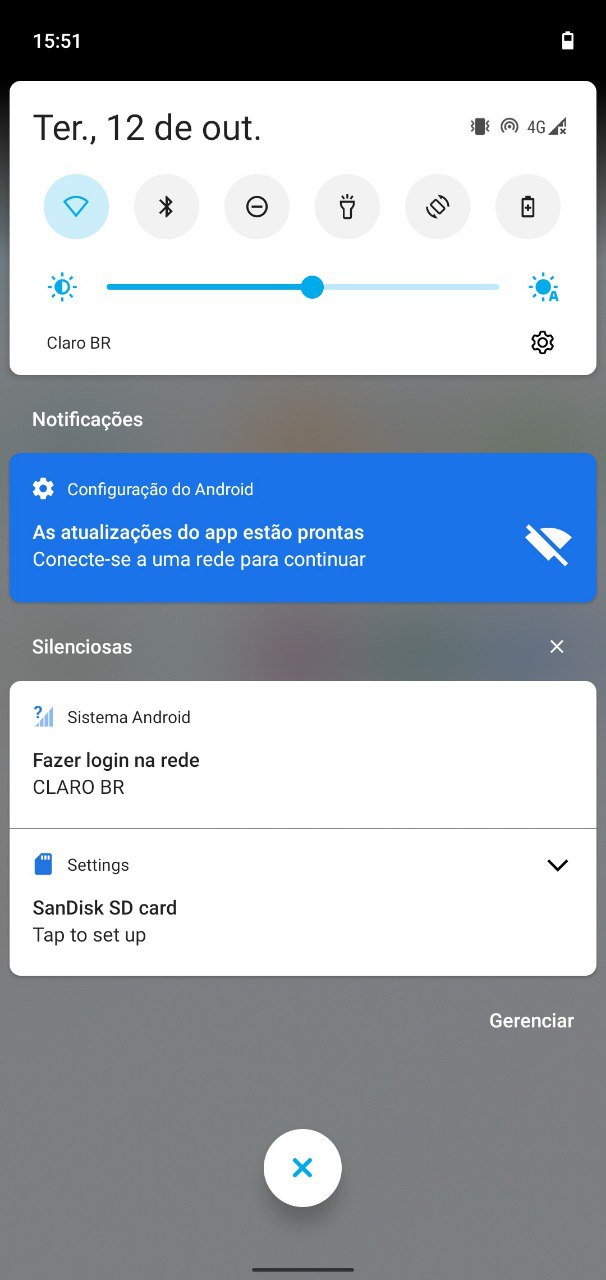 15:51
Ter., 12 de out.
4G
Claro BR
Notificações
Configuração do Android
As atualizações do app estão prontas
Conecte-se a uma rede para continuar
Silenciosas
Sistema Android
Fazer login na rede
CLARO BR
Settings
SanDisk SD card
Tap to set up
Gerenciar